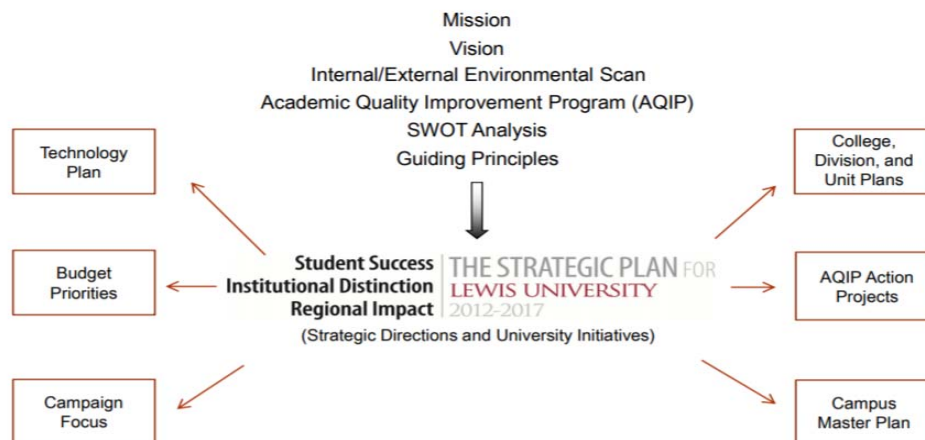 Mission
Vision
Internal/External Environmental Scan
Academic Quality Improvement Program (AQIP)
SWOT Analysis
Guiding Principles
Technology
Plan
College,
Division, and
Unit Plans
Student Success
Institutional Distinction
Regional Impact
THE STRATEGIC PLAN FOR
LEWIS UNIVERSITY
2012-2017
(Strategic Directions and University Initiatives)
Budget
Priorities
AQIP Action
Projects
Campaign
Focus
Campus
Master Plan